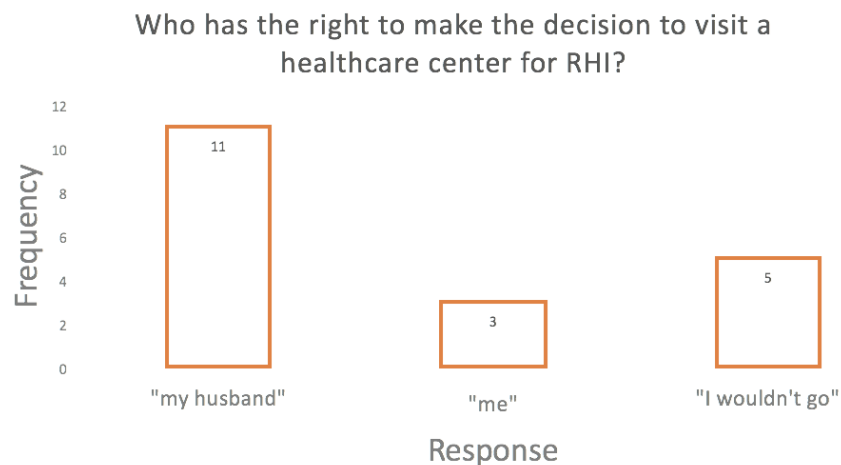 Who has the right to make the decision to visit a
healthcare center for RHI?
12
10
8
6
4
2
0
Frequency
11
3
5
"my husband"
"me"
"I wouldn't go"
Response